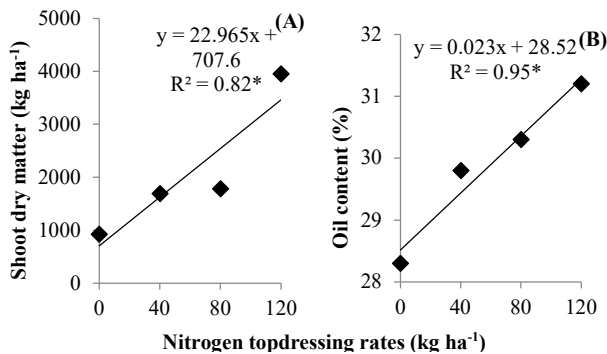 (A)
y = 22.965x +
707.6
R² = 0.82*
Shoot dry matter (kg ha⁻¹)
5000
4000
3000
2000
1000
0
0 40 80 120
(B)
y = 0.023x + 28.52
R² = 0.95*
Oil content (%)
32
31
30
29
28
0 40 80 120
Nitrogen topdressing rates (kg ha⁻¹)